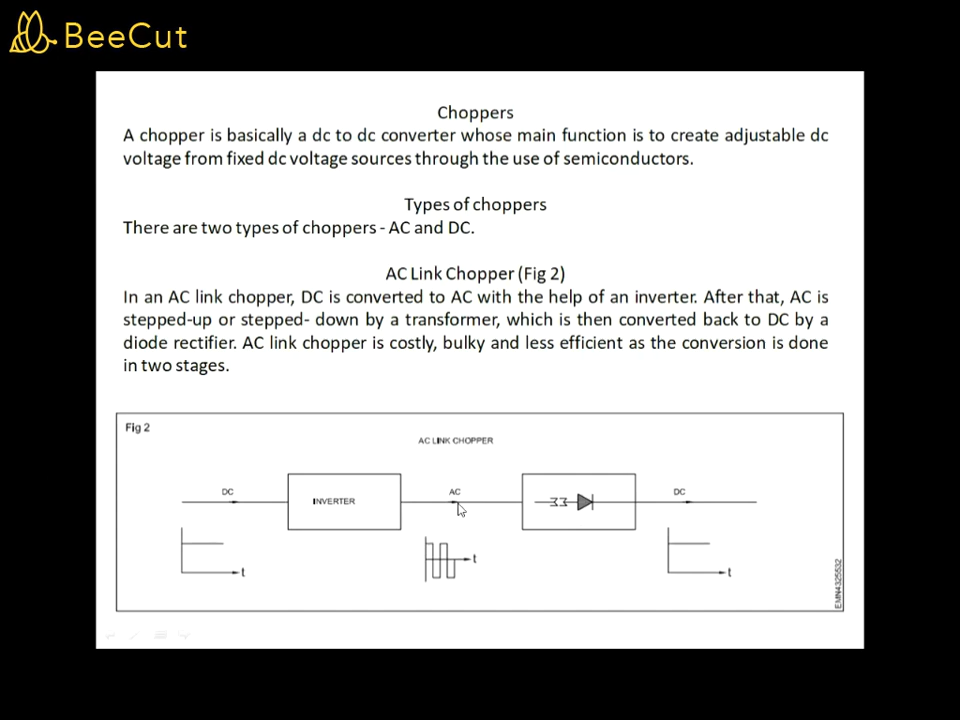 BeeCut
Choppers
A chopper is basically a dc to dc converter whose main function is to create adjustable dc
voltage from fixed dc voltage sources through the use of semiconductors.
Types of choppers
There are two types of choppers - AC and DC.
AC Link Chopper (Fig 2)
In an AC link chopper, DC is converted to AC with the help of an inverter. After that, AC is
stepped-up or stepped- down by a transformer, which is then converted back to DC by a
diode rectifier. AC link chopper is costly, bulky and less efficient as the conversion is done
in two stages.
Fig 2
AC LINK CHOPPER
DC
INVERTER
AC
DC
t
t
t
EMN4325532